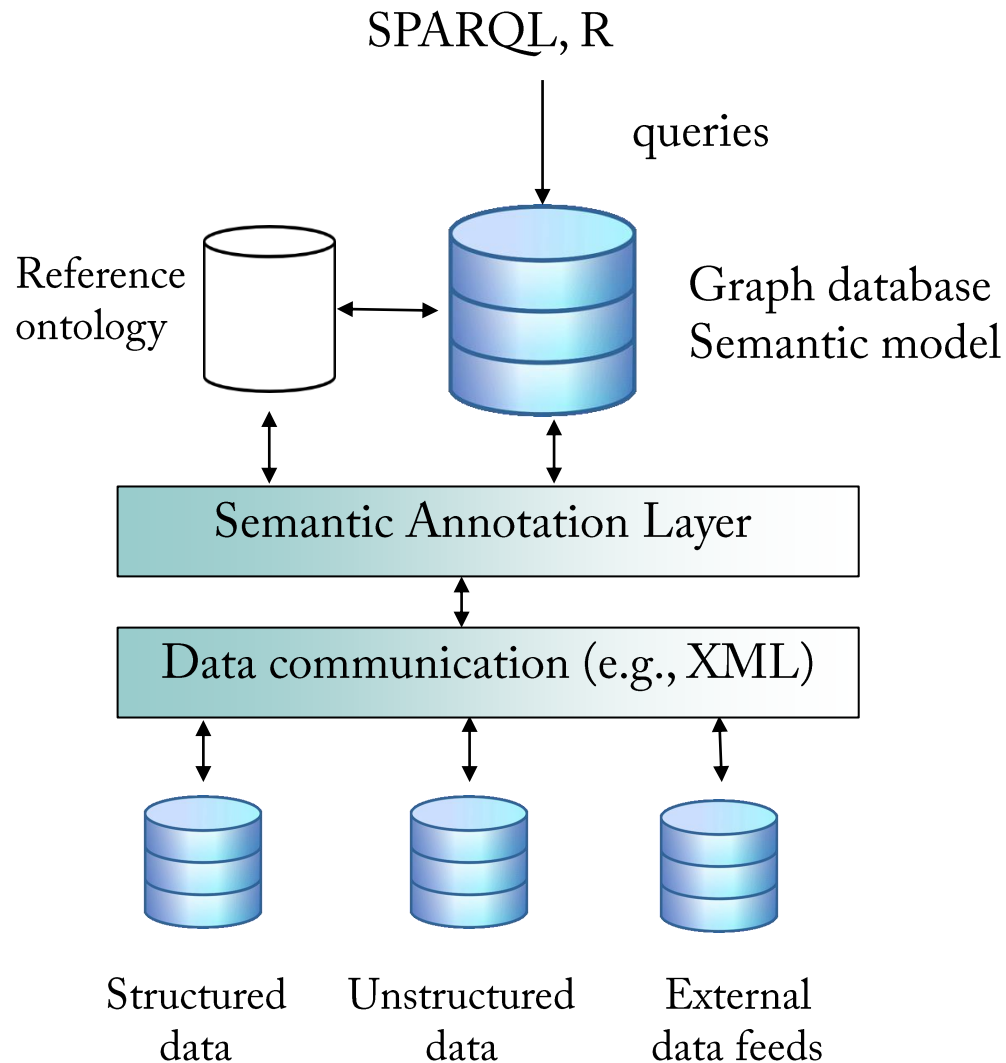 SPARQL, R
queries
Reference
ontology
Graph database
Semantic model
Semantic Annotation Layer
Data communication (e.g., XML)
Structured
data
Unstructured
data
External
data feeds